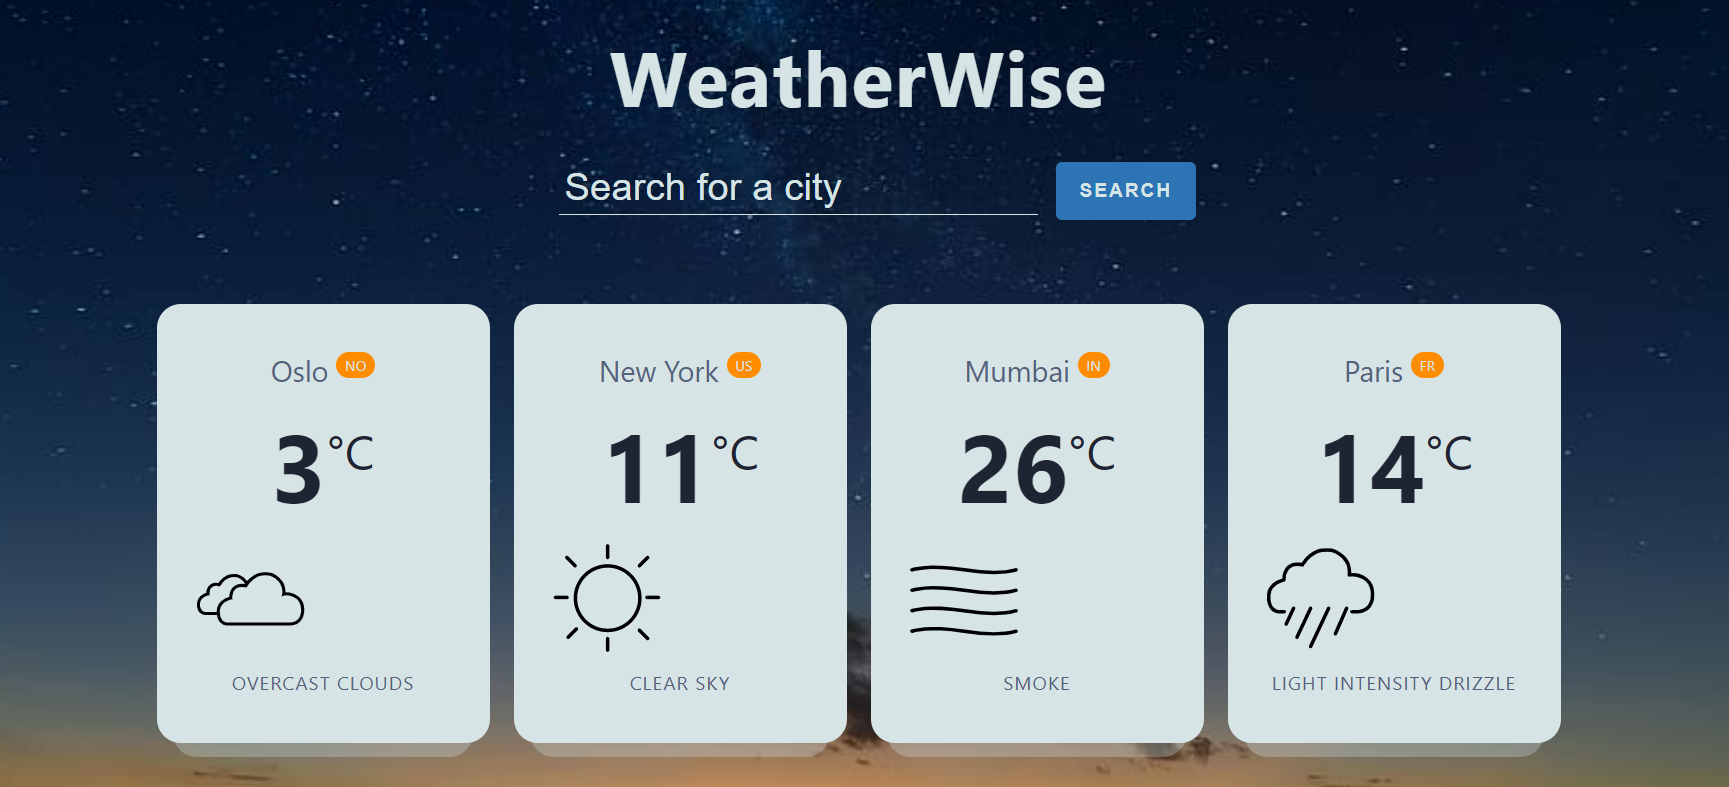 WeatherWise
Search for a city
SEARCH
Oslo NO
3°C
OVERCAST CLOUDS
New York US
11°C
CLEAR SKY
Mumbai IN
26°C
SMOKE
Paris FR
14°C
LIGHT INTENSITY DRIZZLE